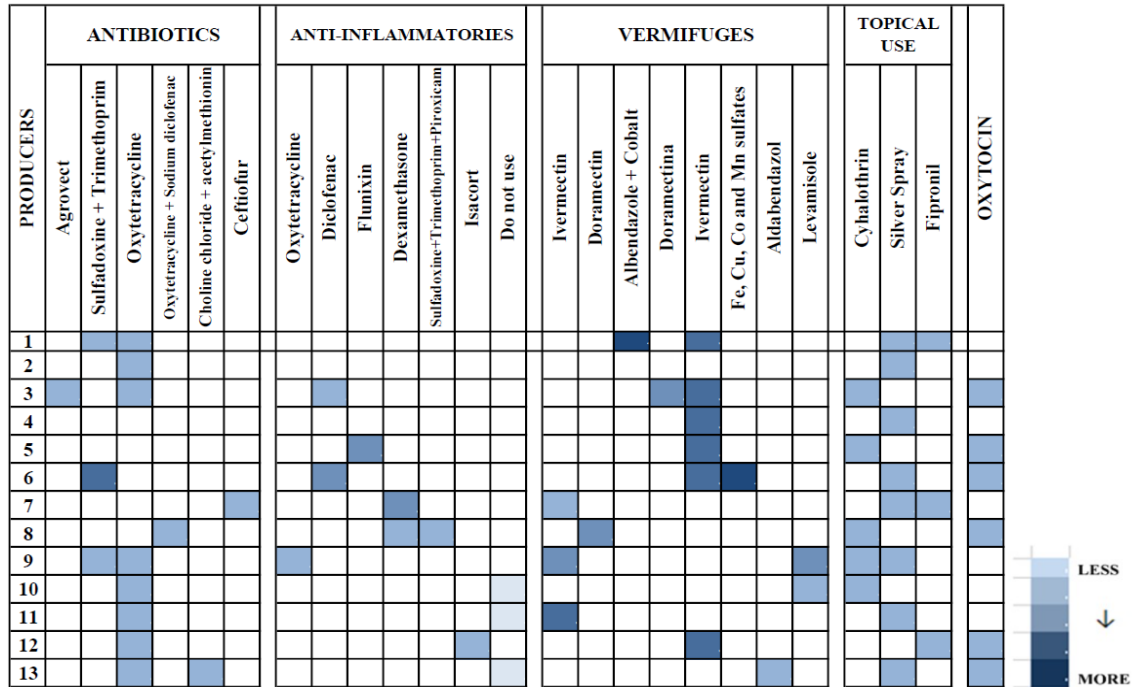 PRODUCERS
ANTIBIOTICS
Agrovect
Sulfadoxine + Trimethoprim
Oxytetracycline
Oxytetracycline + Sodium diclofenac
Choline chloride + acetylmethionin
Ceftiofur
ANTI-INFLAMMATORIES
Oxytetracycline
Diclofenac
Flunixin
Dexamethasone
Sulfadoxine+Trimethoprim+Piroxicam
Isacort
Do not use
VERMIFUGES
Ivermectin
Doramectin
Albendazole + Cobalt
Doramectina
Ivermectin
Fe, Cu, Co and Mn sulfates
Aldabendazol
Levamisole
TOPICAL
USE
Cyhalothrin
Silver Spray
Fipronil
OXYTOCIN
1
2
3
4
5
6
7
8
9
10
11
12
13
LESS
↓
MORE